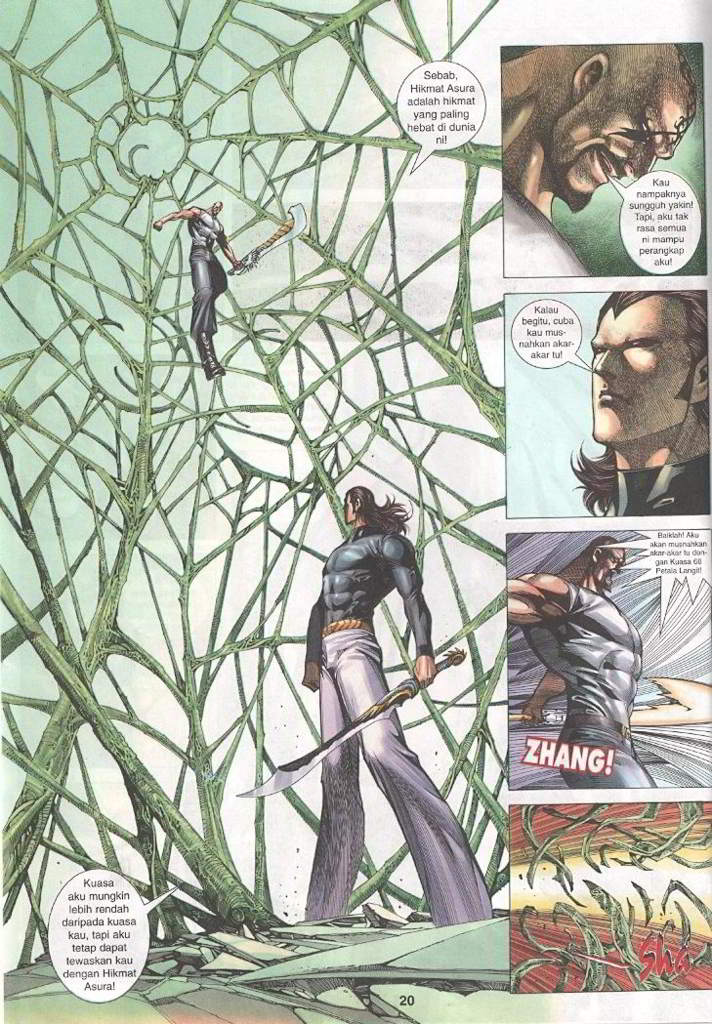 Sebab,
Hikmat Asura
adalah hikmat
yang paling
hebat di dunia
ni!
Kuasa
aku mungkin
lebih rendah
daripada kuasa
kau, tapi aku
tetap dapat
tewaskan kau
dengan Hikmat
Asura!
Kau
nampaknya
sungguh yakin!
Tapi, aku tak
rasa semua
ni mampu
perangkap
aku!
Kalau
begitu, cuba
kau mus-
nahkan akar-
akar tu!
Baiklah! Aku
akan musnahkan
akar-akar tu de-
ngan Kuasa 68
Petala Langit!
ZHANG!
Sha
20